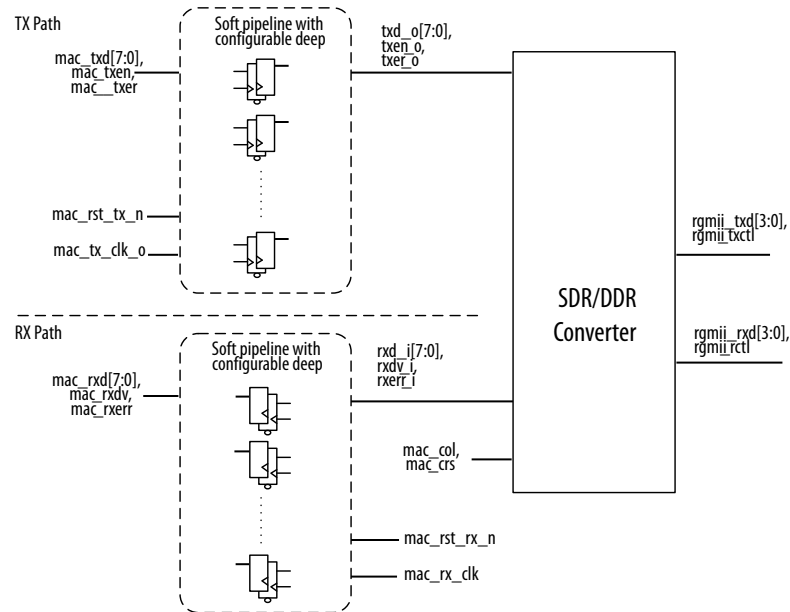 TX Path
Soft pipeline with
configurable deep
mac_txd[7:0],
mac_txen,
mac__txer
txd_o[7:0],
txen_o,
txer_o
mac_rst_tx_n
mac_tx_clk_o
SDR/DDR
Converter
rgmii_txd[3:0],
rgmii_txctl
rgmii_rxd[3:0],
rgmii_rctl
RX Path
Soft pipeline with
configurable deep
mac_rxd[7:0],
mac_rxdv,
mac_rxerr
rxd_i[7:0],
rxdv_i,
rxerr_i
mac_col,
mac_crs
mac_rst_rx_n
mac_rx_clk